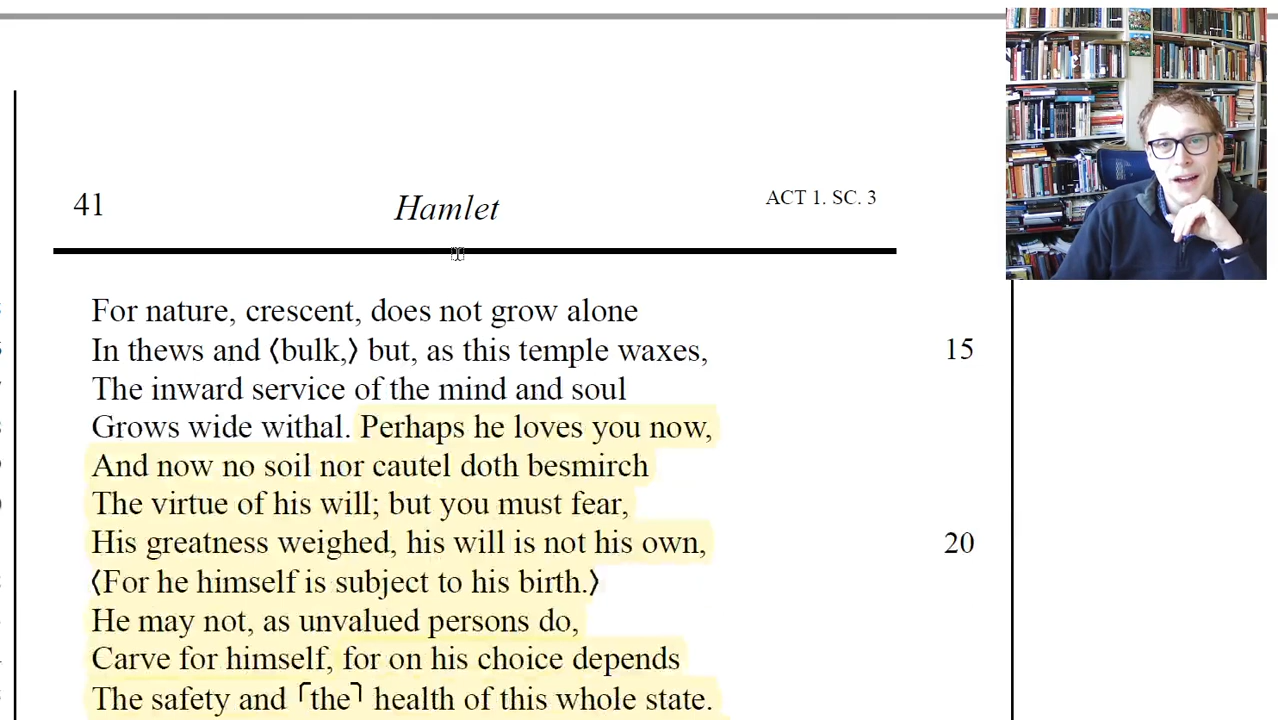 41
Hamlet
ACT 1. SC. 3
For nature, crescent, does not grow alone
In thews and ⟨bulk,⟩ but, as this temple waxes,
15
The inward service of the mind and soul
Grows wide withal. Perhaps he loves you now,
And now no soil nor cautel doth besmirch
The virtue of his will; but you must fear,
His greatness weighed, his will is not his own,
20
⟨For he himself is subject to his birth.⟩
He may not, as unvalued persons do,
Carve for himself, for on his choice depends
The safety and ⌜the⌝ health of this whole state.